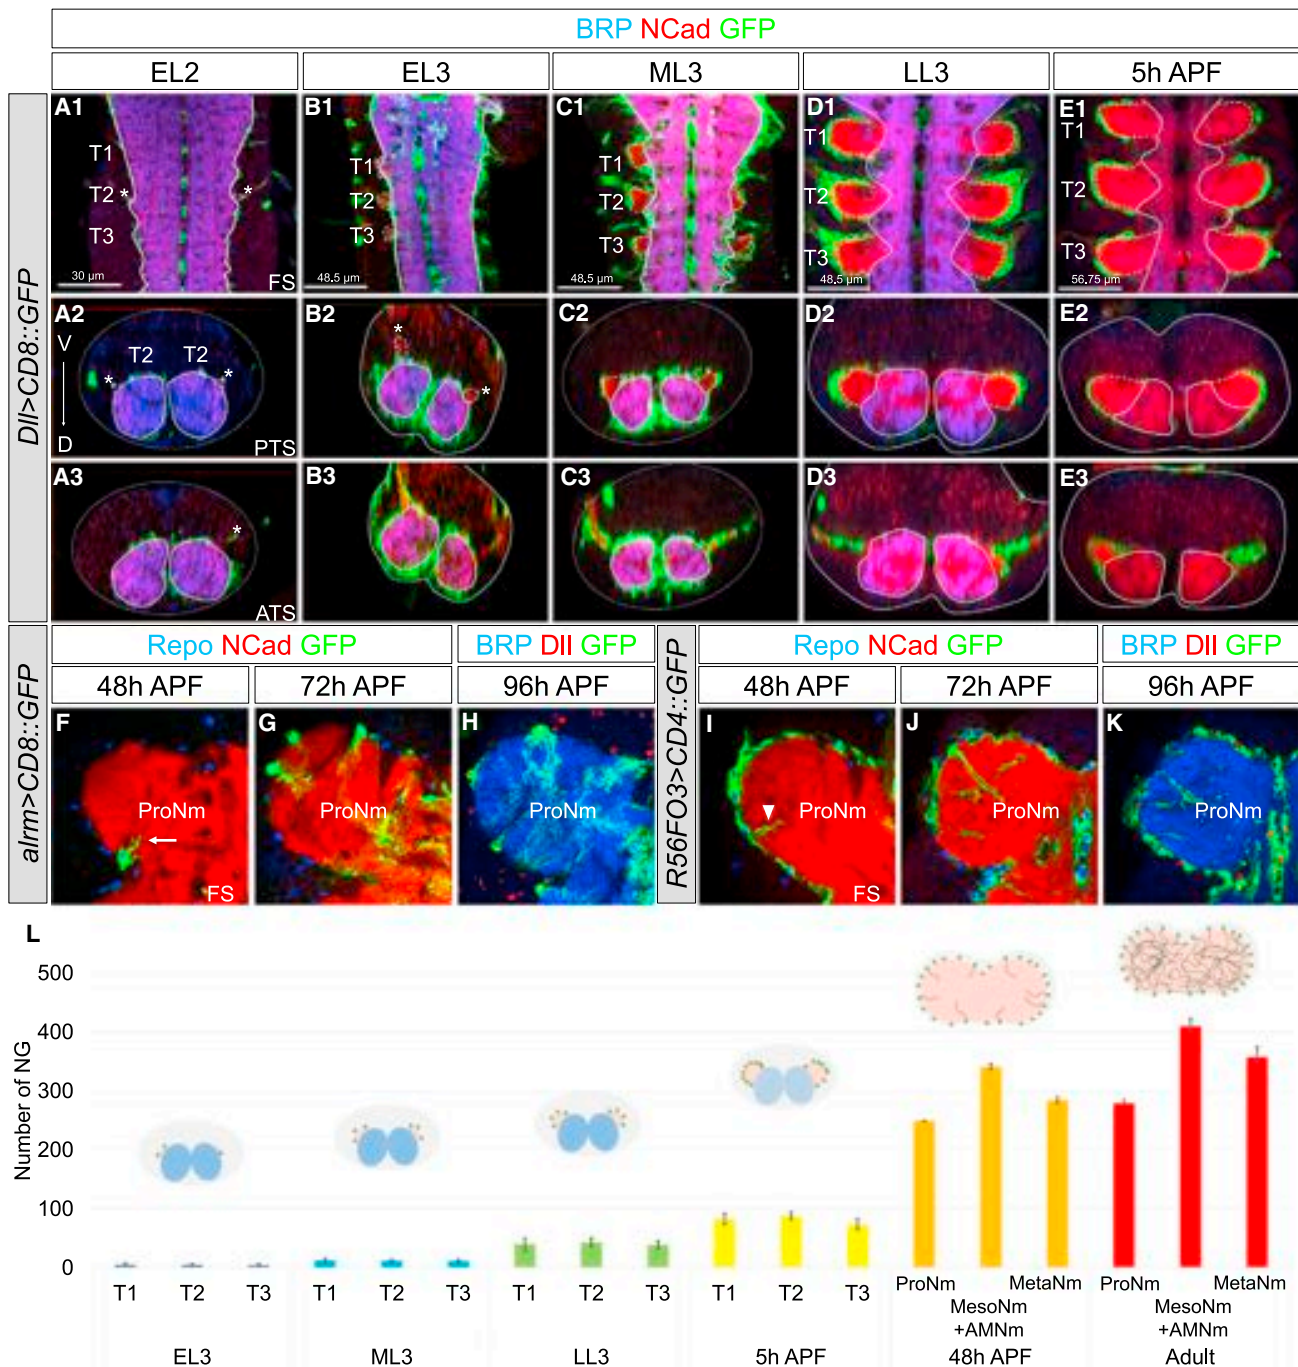 BRP NCad GFP
EL2 EL3 ML3 LL3 5h APF
Dll>CD8::GFP
A1 T1 T2 * * T3 30 µm FS
B1 T1 T2 T3 48.5 µm
C1 T1 T2 T3 48.5 µm
D1 T1 T2 T3 48.5 µm
E1 T1 T2 T3 56.75 µm
A2 V D T2 T2 * * PTS
B2 * *
C2
D2
E2
A3 * ATS
B3
C3
D3
E3
alrm>CD8::GFP
Repo NCad GFP BRP Dll GFP
48h APF 72h APF 96h APF
F ProNm FS
G ProNm
H ProNm
R56FO3>CD4::GFP
Repo NCad GFP BRP Dll GFP
48h APF 72h APF 96h APF
I ProNm FS
J ProNm
K ProNm
L
Number of NG
500
400
300
200
100
0
T1 T2 T3 T1 T2 T3 T1 T2 T3 T1 T2 T3 ProNm MetaNm ProNm MetaNm
MesoNm MesoNm
+AMNm +AMNm
EL3 ML3 LL3 5h APF 48h APF Adult